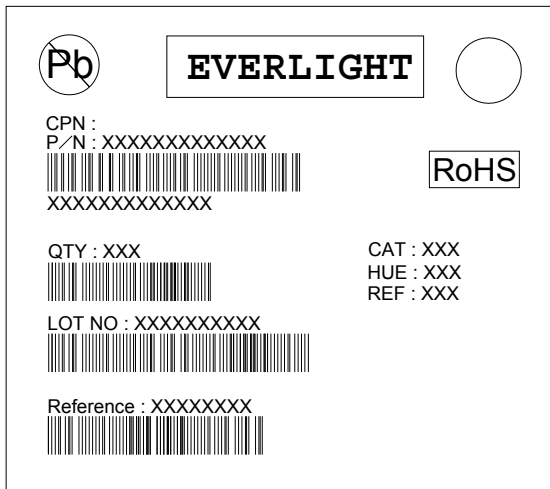 Pb
EVERLIGHT
CPN :
P/N : XXXXXXXXXXXXX
RoHS
XXXXXXXXXXXXX
QTY : XXX
CAT : XXX
HUE : XXX
REF : XXX
LOT NO : XXXXXXXXXX
Reference : XXXXXXXX